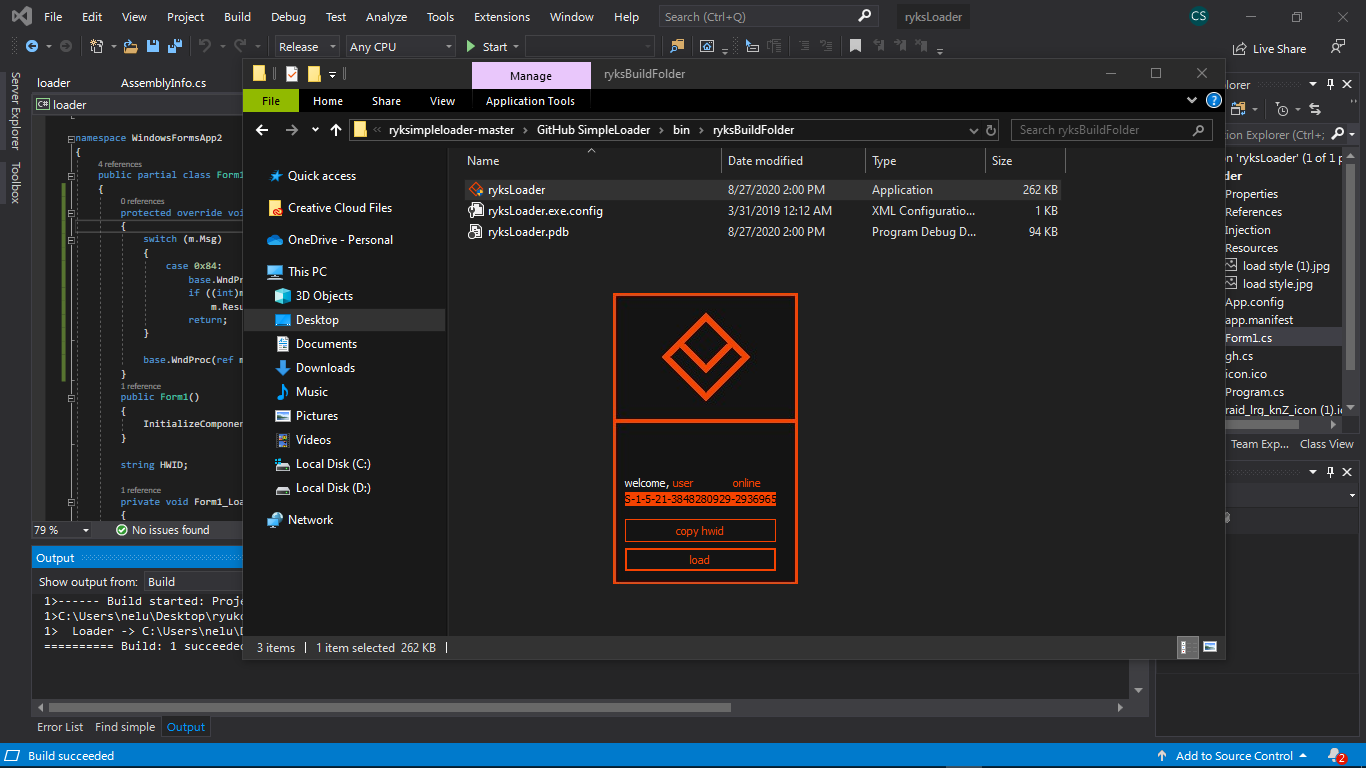 File Edit View Project Build Debug Test Analyze Tools Extensions Window Help Search (Ctrl+Q) ryksLoader CS
Release Any CPU Start Live Share
Server Explorer
Toolbox
loader AssemblyInfo.cs
loader
namespace WindowsFormsApp2
{
4 references
public partial class Form1
{
0 references
protected override voi
{
switch (m.Msg)
{
case 0x84:
base.WndProc
if ((int)m
m.Resu
return;
}
base.WndProc(ref m
}
1 reference
public Form1()
{
InitializeComponen
}
string HWID;
1 reference
private void Form1_Loa
{
79 % No issues found
Output
Show output from: Build
1>------ Build started: Proje
1>C:\Users\nelu\Desktop\ryuko
1> Loader -> C:\Users\nelu\D
========== Build: 1 succeeded
Error List Find simple Output
Build succeeded
Add to Source Control 2
Manage ryksBuildFolder
File Home Share View Application Tools
ryksimpleloader-master GitHub SimpleLoader bin ryksBuildFolder Search ryksBuildFolder
Quick access
Creative Cloud Files
OneDrive - Personal
This PC
3D Objects
Desktop
Documents
Downloads
Music
Pictures
Videos
Local Disk (C:)
Local Disk (D:)
Network
Name Date modified Type Size
ryksLoader 8/27/2020 2:00 PM Application 262 KB
ryksLoader.exe.config 3/31/2019 12:12 AM XML Configuratio... 1 KB
ryksLoader.pdb 8/27/2020 2:00 PM Program Debug D... 94 KB
welcome, user online
S-1-5-21-3848280929-2936965
copy hwid
load
3 items 1 item selected 262 KB
lorer
ion Explorer (Ctrl+;
on 'ryksLoader' (1 of 1 p
der
Properties
References
Injection
Resources
load style (1).jpg
load style.jpg
App.config
app.manifest
Form1.cs
gh.cs
icon.ico
Program.cs
raid_lrq_knZ_icon (1).ic
Team Exp... Class View